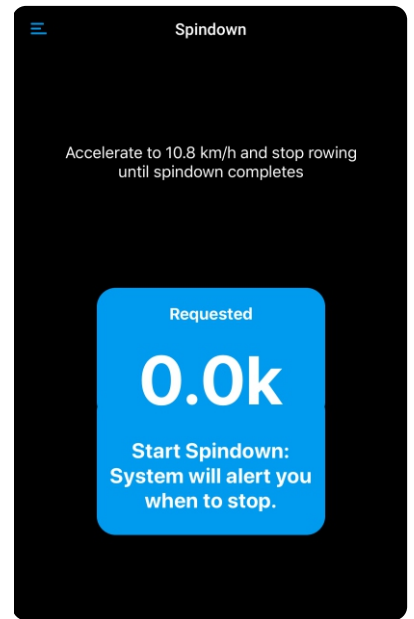 Spindown
Accelerate to 10.8 km/h and stop rowing
until spindown completes
Requested
0.0k
Start Spindown:
System will alert you
when to stop.